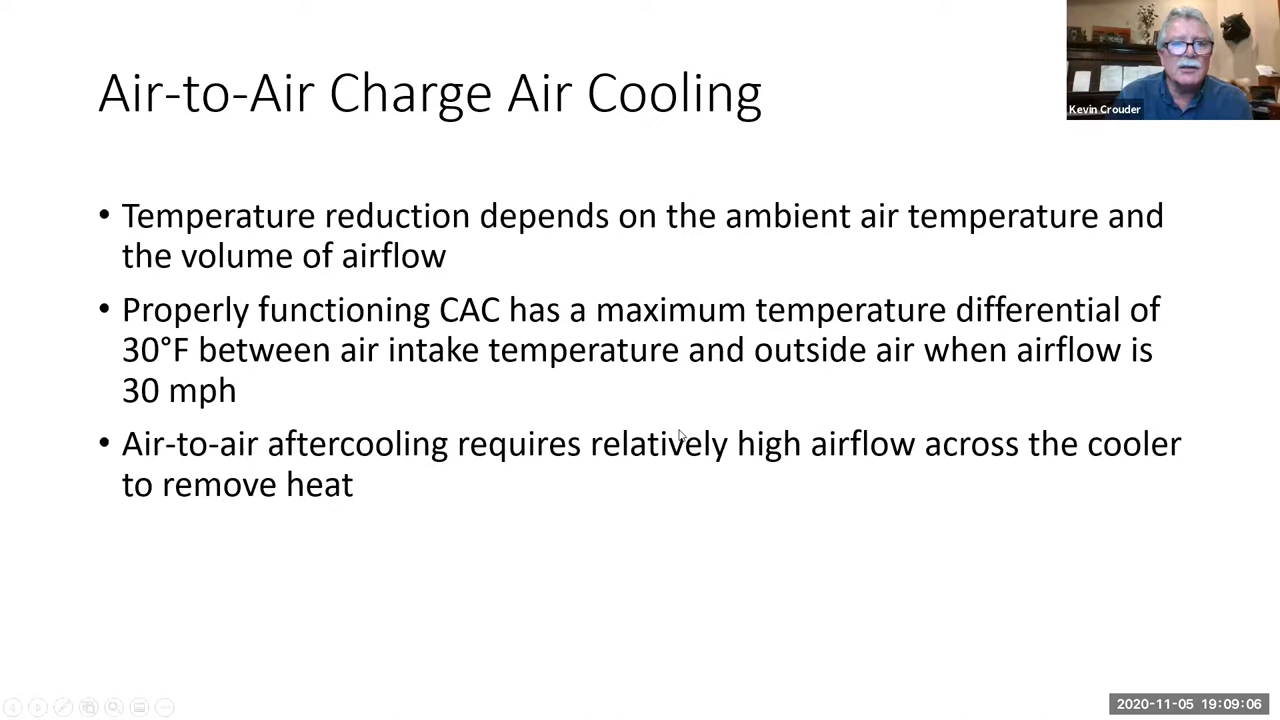 Air-to-Air Charge Air Cooling
Kevin Crouder
• Temperature reduction depends on the ambient air temperature and
the volume of airflow
• Properly functioning CAC has a maximum temperature differential of
30°F between air intake temperature and outside air when airflow is
30 mph
• Air-to-air aftercooling requires relatively high airflow across the cooler
to remove heat
2020-11-05 19:09:06